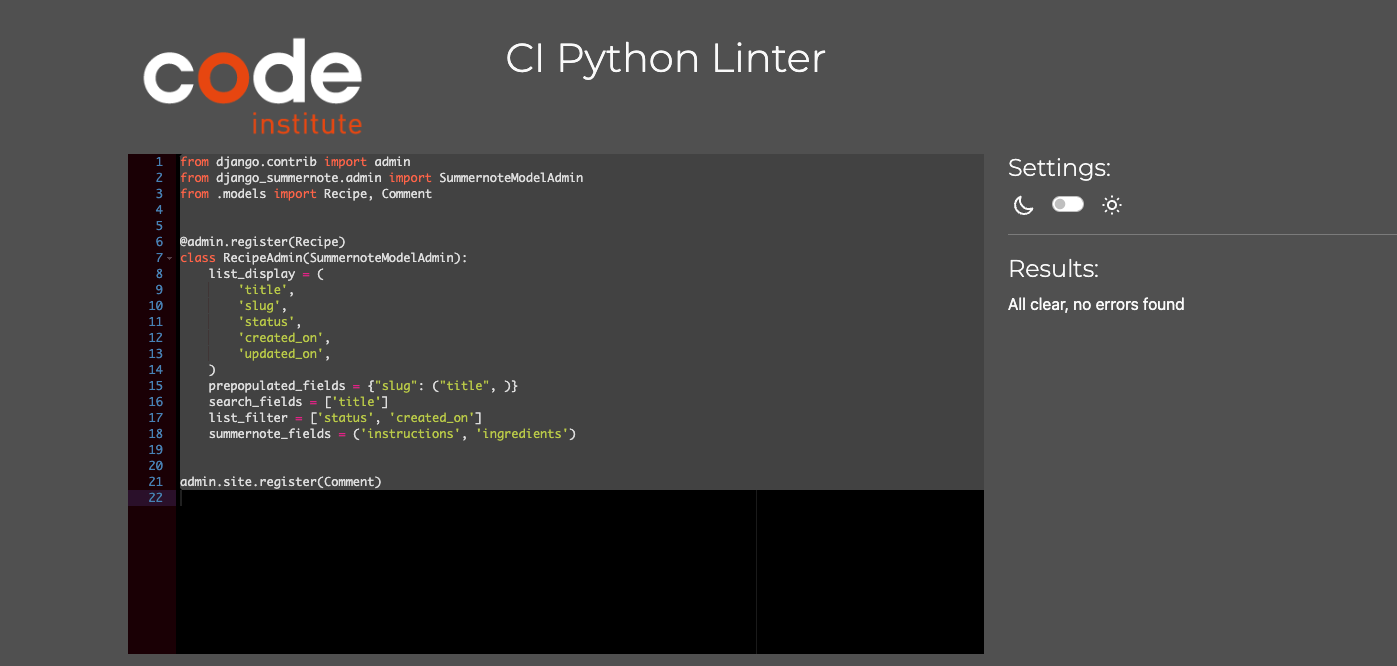 code
institute
CI Python Linter
1 from django.contrib import admin
2 from django_summernote.admin import SummernoteModelAdmin
3 from .models import Recipe, Comment
4
5
6 @admin.register(Recipe)
7 class RecipeAdmin(SummernoteModelAdmin):
8     list_display = (
9         'title',
10         'slug',
11         'status',
12         'created_on',
13         'updated_on',
14     )
15     prepopulated_fields = {"slug": ("title", )}
16     search_fields = ['title']
17     list_filter = ['status', 'created_on']
18     summernote_fields = ('instructions', 'ingredients')
19
20
21 admin.site.register(Comment)
22
Settings:
Results:
All clear, no errors found